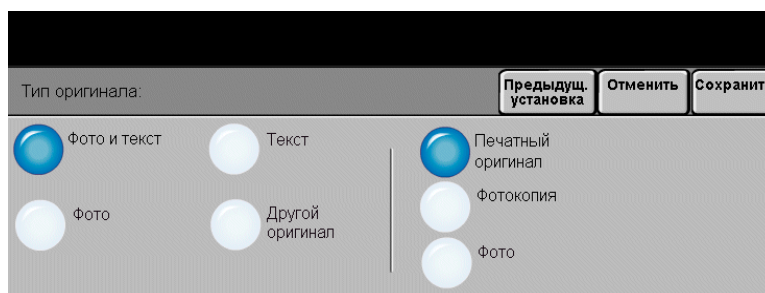 Тип оригинала:
Предыдущ.
установка
Отменить
Сохранит
Фото и текст
Текст
Фото
Другой
оригинал
Печатный
оригинал
Фотокопия
Фото